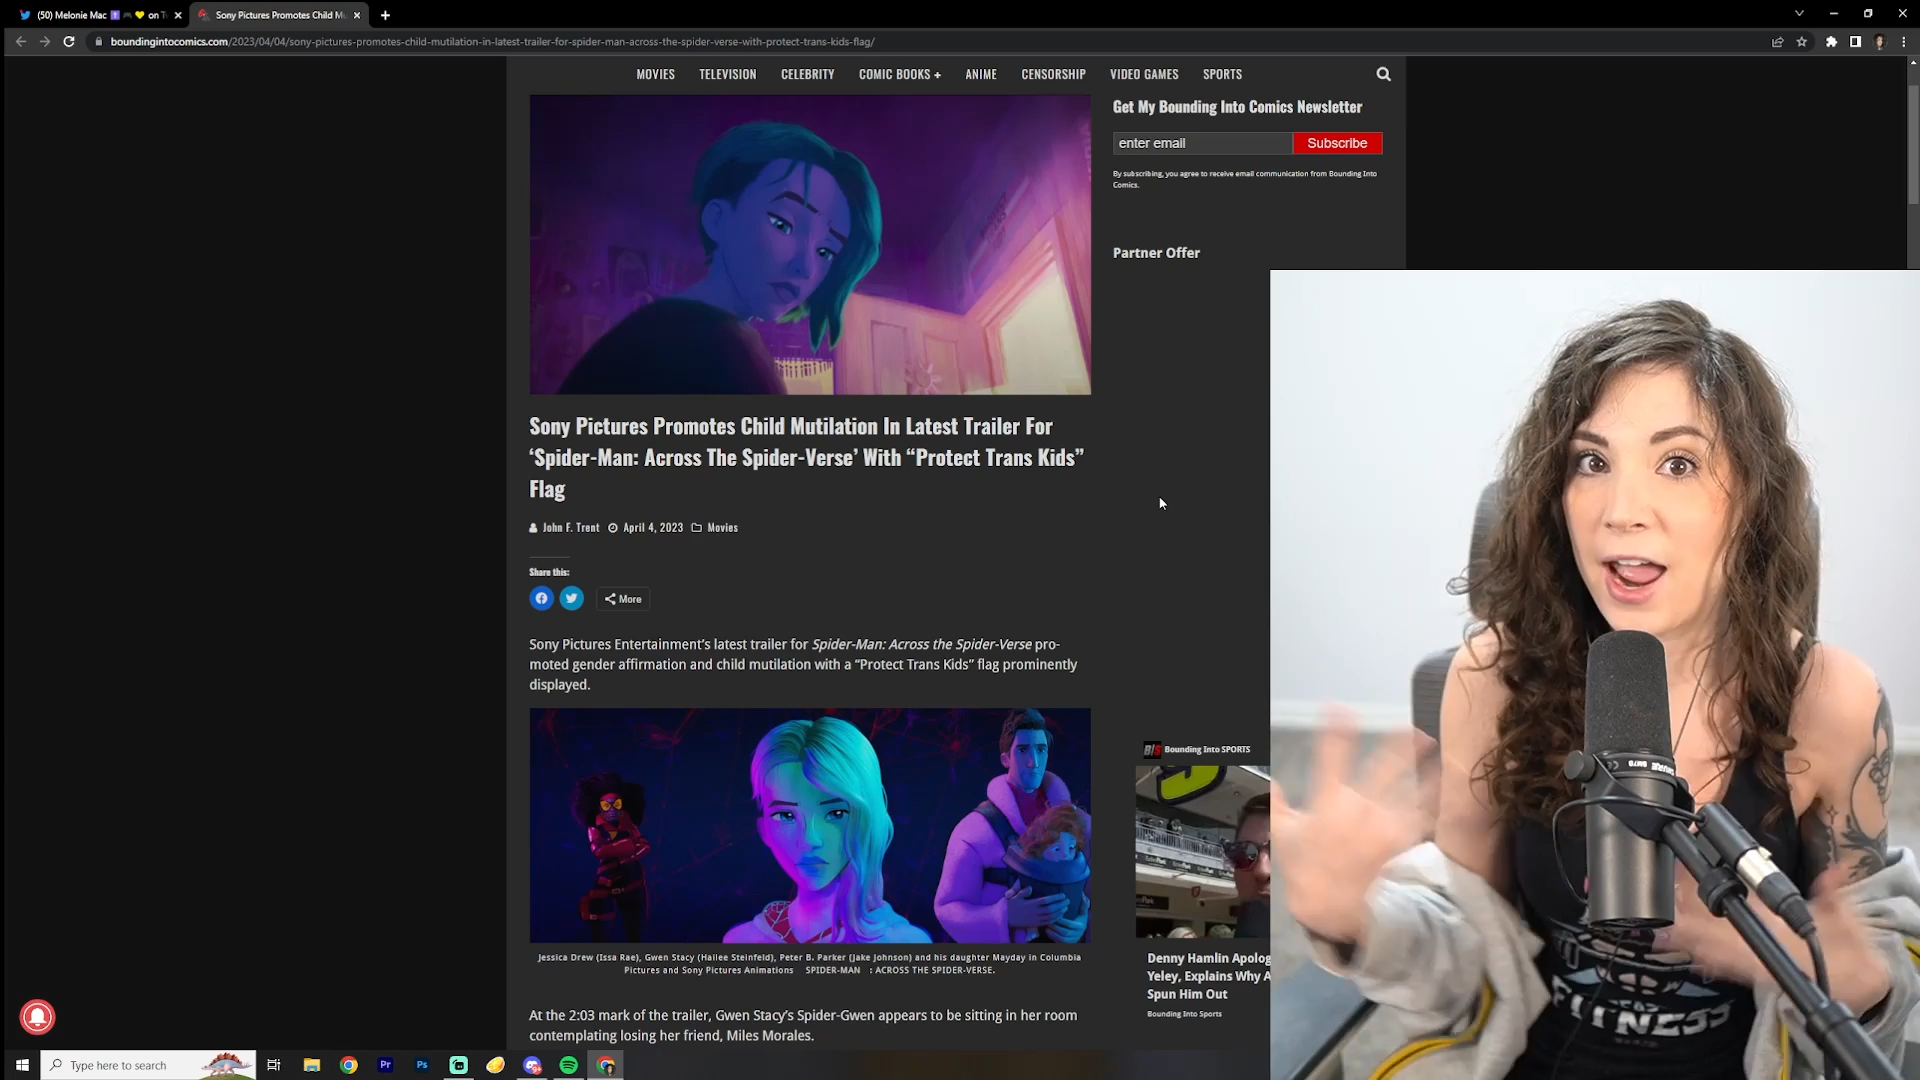 (50) Melonie Mac
on T
Sony Pictures Promotes Child Mu
boundingintocomics.com/2023/04/04/sony-pictures-promotes-child-mutilation-in-latest-trailer-for-spider-man-across-the-spider-verse-with-protect-trans-kids-flag/
MOVIES TELEVISION CELEBRITY COMIC BOOKS + ANIME CENSORSHIP VIDEO GAMES SPORTS
Get My Bounding Into Comics Newsletter
enter email Subscribe
By subscribing, you agree to receive email communication from Bounding Into
Comics.
Partner Offer
Sony Pictures Promotes Child Mutilation In Latest Trailer For
‘Spider-Man: Across The Spider-Verse’ With “Protect Trans Kids”
Flag
John F. Trent April 4, 2023 Movies
Share this:
More
Sony Pictures Entertainment’s latest trailer for Spider-Man: Across the Spider-Verse pro-
moted gender affirmation and child mutilation with a “Protect Trans Kids” flag prominently
displayed.
Jessica Drew (Issa Rae), Gwen Stacy (Hailee Steinfeld), Peter B. Parker (Jake Johnson) and his daughter Mayday in Columbia
Pictures and Sony Pictures Animations SPIDER-MAN : ACROSS THE SPIDER-VERSE.
At the 2:03 mark of the trailer, Gwen Stacy’s Spider-Gwen appears to be sitting in her room
contemplating losing her friend, Miles Morales.
B/S Bounding Into SPORTS
Denny Hamlin Apolog
Yeley, Explains Why A
Spun Him Out
Bounding Into Sports
SHURE SM7B
FITNESS
Type here to search
Pr
Ps